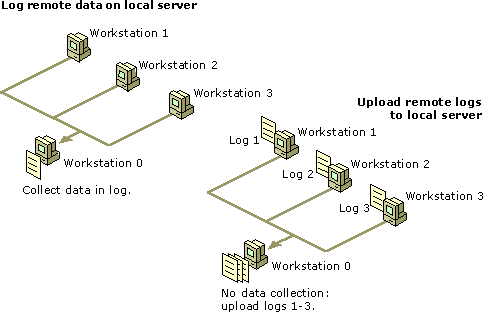 Log remote data on local server
Workstation 1
Workstation 2
Workstation 3
Workstation 0
Collect data in log.
Upload remote logs
to local server
Log 1
Workstation 1
Log 2
Workstation 2
Log 3
Workstation 3
Workstation 0
No data collection:
upload logs 1-3.